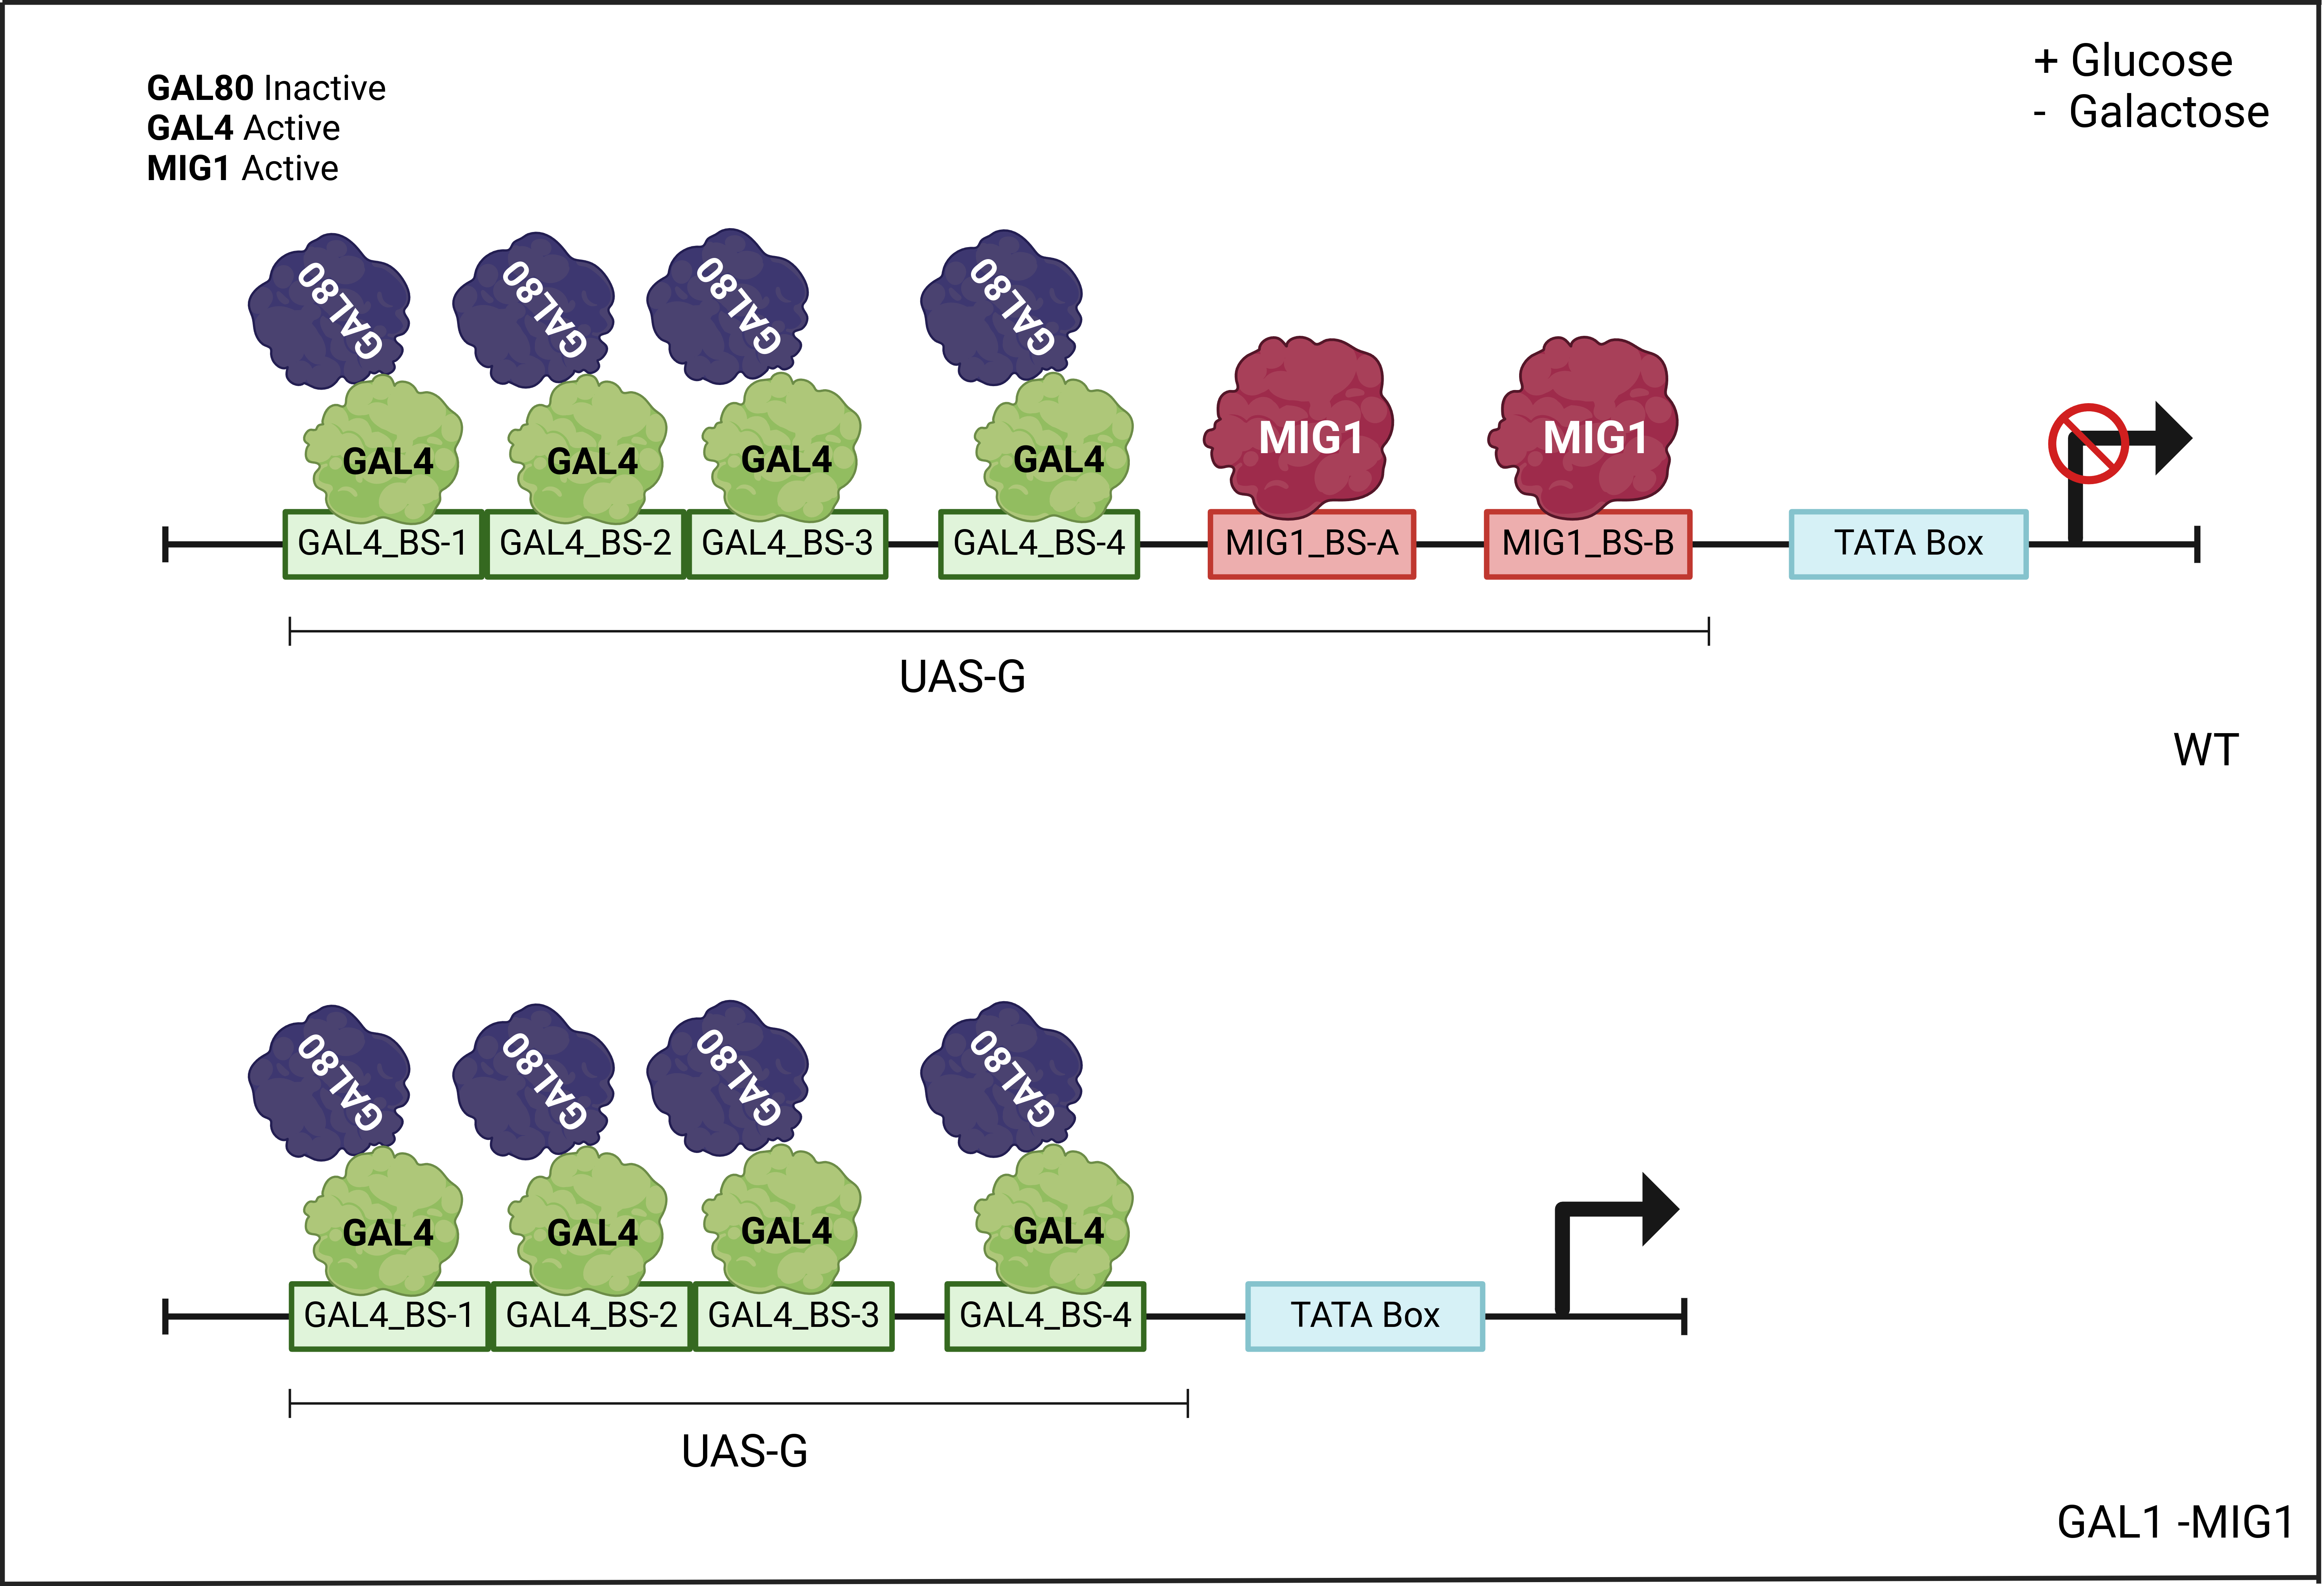 + Glucose
- Galactose
GAL80 Inactive
GAL4 Active
MIG1 Active
GAL80
GAL80
GAL80
GAL80
GAL4
GAL4
GAL4
GAL4
MIG1
MIG1
GAL4_BS-1
GAL4_BS-2
GAL4_BS-3
GAL4_BS-4
MIG1_BS-A
MIG1_BS-B
TATA Box
UAS-G
WT
GAL80
GAL80
GAL80
GAL80
GAL4
GAL4
GAL4
GAL4
GAL4_BS-1
GAL4_BS-2
GAL4_BS-3
GAL4_BS-4
TATA Box
UAS-G
GAL1 -MIG1